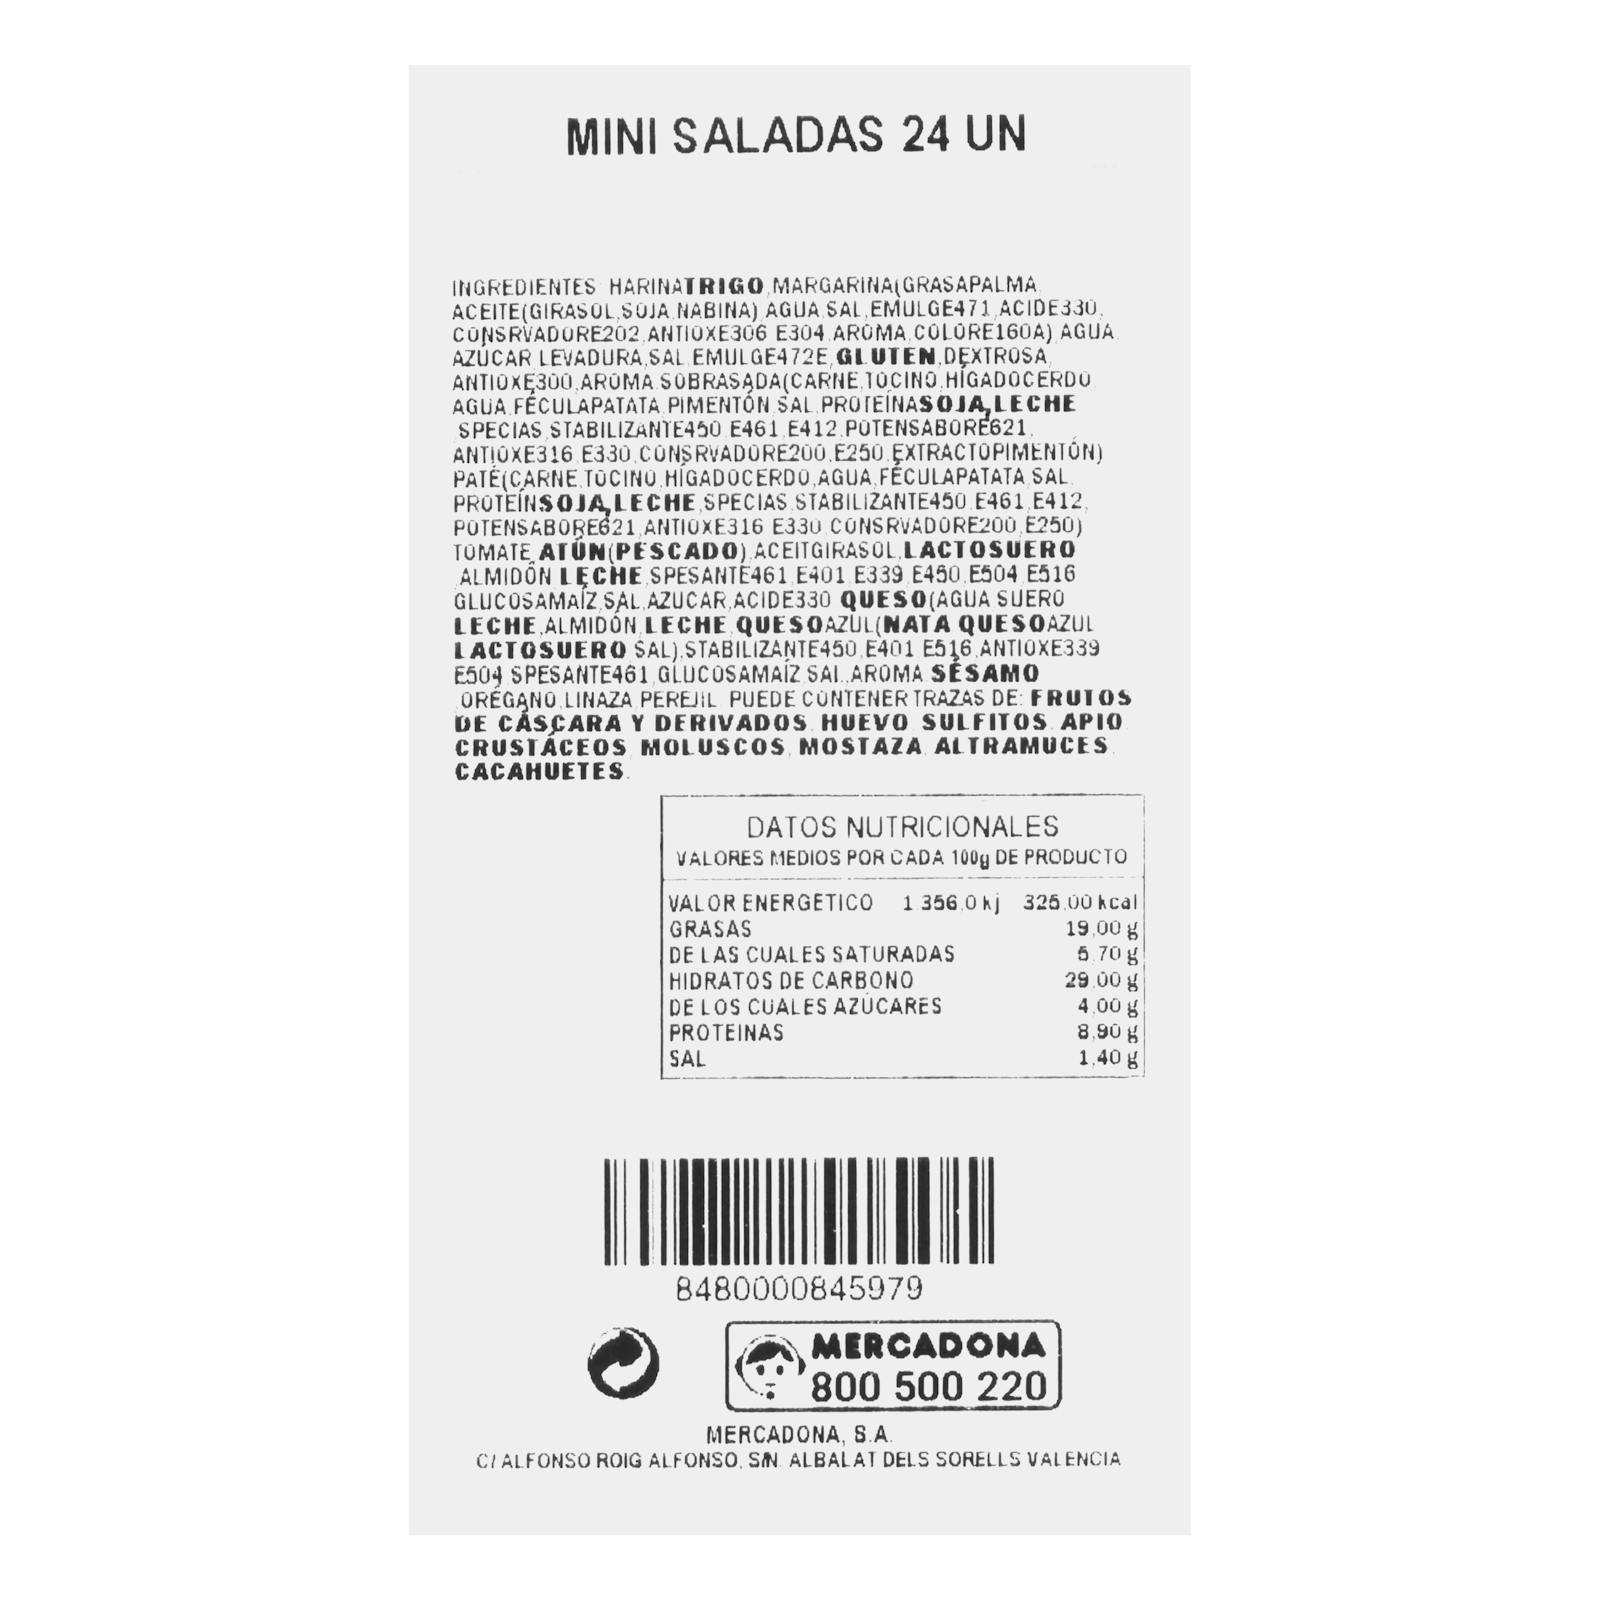 MINI SALADAS 24 UN
INGREDIENTES: HARINATRIGO,MARGARINA(GRASAPALMA,
ACEITE(GIRASOL,SOJA,NABINA),AGUA,SAL,EMULGE471,ACIDE330,
CONSRVADORE202,ANTIOXE306 E304,AROMA,COLORE160A),AGUA,
AZÚCAR,LEVADURA,SAL,EMULGE472E,GLUTEN,DEXTROSA,
ANTIOXE300,AROMA.SOBRASADA(CARNE,TOCINO,HÍGADOCERDO,
AGUA,FÉCULAPATATA,PIMENTÓN,SAL,PROTEÍNASOJA,LECHE
,SPECIAS,STABILIZANTE450,E461,E412,POTENSABORE621,
ANTIOXE316,E330,CONSRVADORE200,E250,EXTRACTOPIMENTÓN)
PATÉ(CARNE,TOCINO,HÍGADOCERDO,AGUA,FÉCULAPATATA,SAL,
PROTEÍNSOJA,LECHE,SPECIAS,STABILIZANTE450,E461,E412,
POTENSABORE621,ANTIOXE316 E330,CONSRVADORE200,E250)
TOMATE,ATÚN(PESCADO),ACEITGIRASOL,LACTOSUERO
,ALMIDÓN,LECHE,SPESANTE461,E401,E339,E450,E504,E516
GLUCOSAMAÍZ,SAL,AZÚCAR,ACIDE330 QUESO(AGUA SUERO
LECHE,ALMIDÓN,LECHE,QUESOAZUL(NATA QUESOAZUL
LACTOSUERO SAL),STABILIZANTE450,E401 E516,ANTIOXE339
E504,SPESANTE461,GLUCOSAMAÍZ,SAL,AROMA.SÉSAMO
,ORÉGANO,LINAZA,PEREJIL. PUEDE CONTENER TRAZAS DE: FRUTOS
DE CÁSCARA Y DERIVADOS, HUEVO, SULFITOS, APIO,
CRUSTÁCEOS, MOLUSCOS, MOSTAZA, ALTRAMUCES,
CACAHUETES.
DATOS NUTRICIONALES
VALORES MEDIOS POR CADA 100g DE PRODUCTO
VALOR ENERGÉTICO 1.356,0 kj 325,00 kcal
GRASAS 19,00 g
DE LAS CUALES SATURADAS 5,70 g
HIDRATOS DE CARBONO 29,00 g
DE LOS CUALES AZÚCARES 4,00 g
PROTEINAS 8,90 g
SAL 1,40 g
8480000845979
MERCADONA
800 500 220
MERCADONA, S.A.
C/ ALFONSO ROIG ALFONSO, S/N. ALBALAT DELS SORELLS VALENCIA